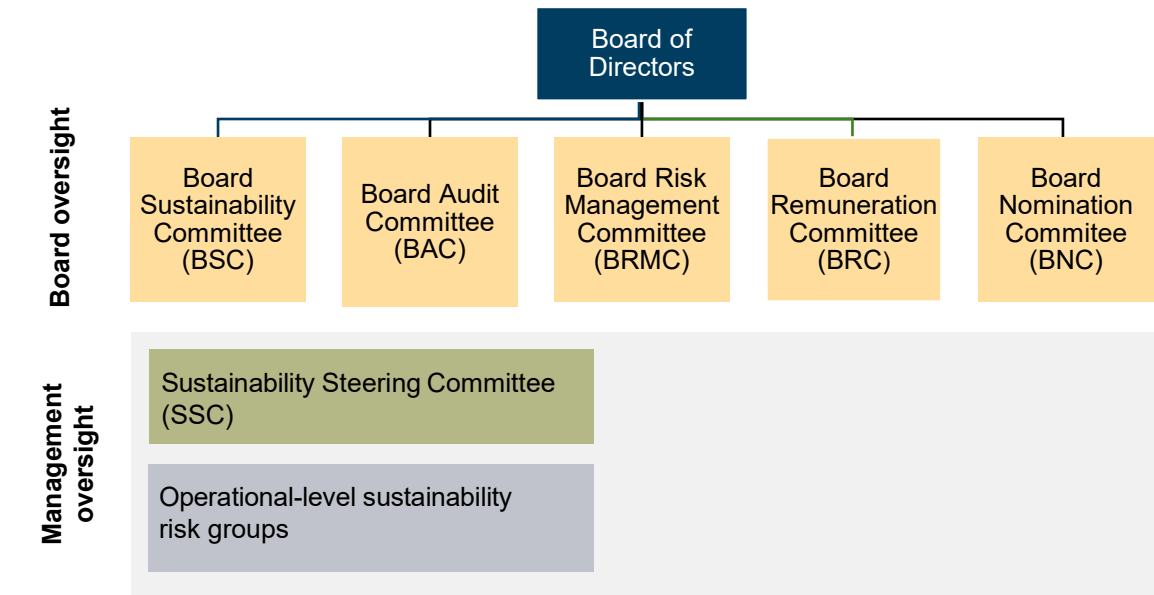 Board of
Directors
Board oversight
Board
Sustainability
Committee
(BSC)
Board Audit
Committee
(BAC)
Board Risk
Management
Committee
(BRMC)
Board
Remuneration
Committee
(BRC)
Board
Nomination
Commitee
(BNC)
Management
oversight
Sustainability Steering Committee
(SSC)
Operational-level sustainability
risk groups